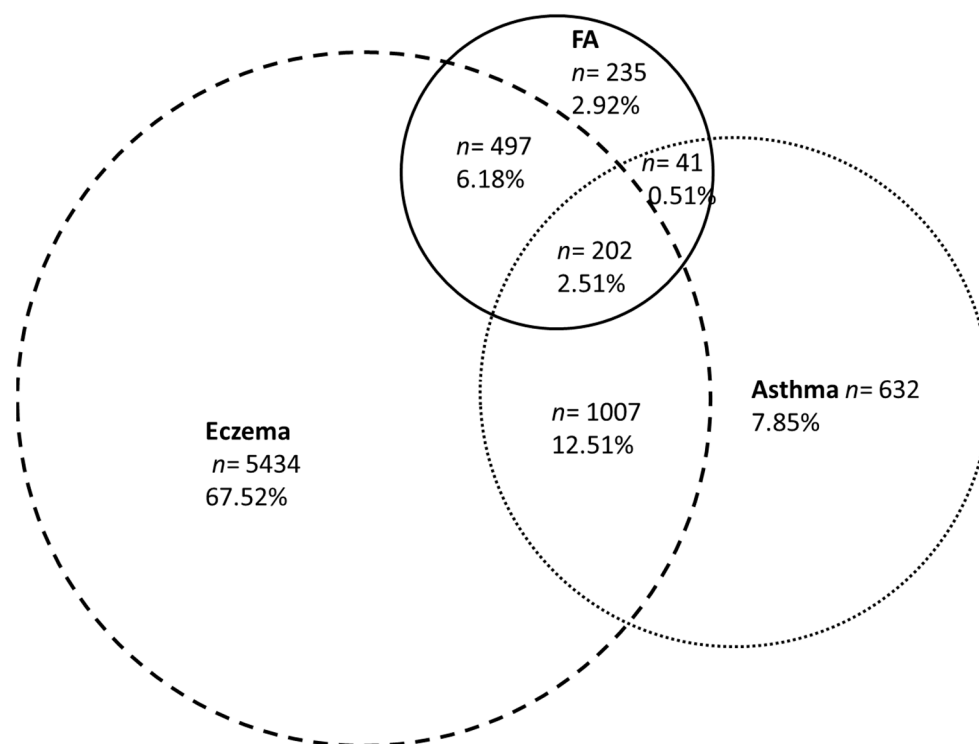 FA
n= 235
2.92%
n= 497
6.18%
n= 41
0.51%
n= 202
2.51%
Asthma n= 632
7.85%
n= 1007
12.51%
Eczema
n= 5434
67.52%